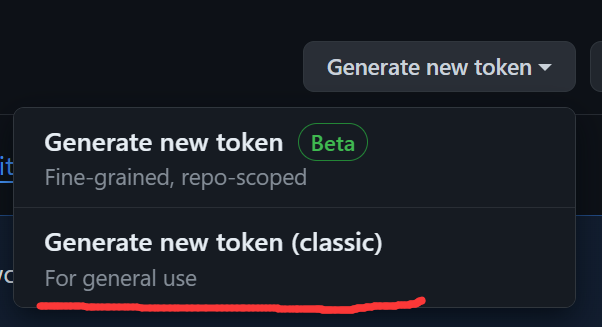 Generate new token
Generate new token Beta
Fine-grained, repo-scoped
Generate new token (classic)
For general use